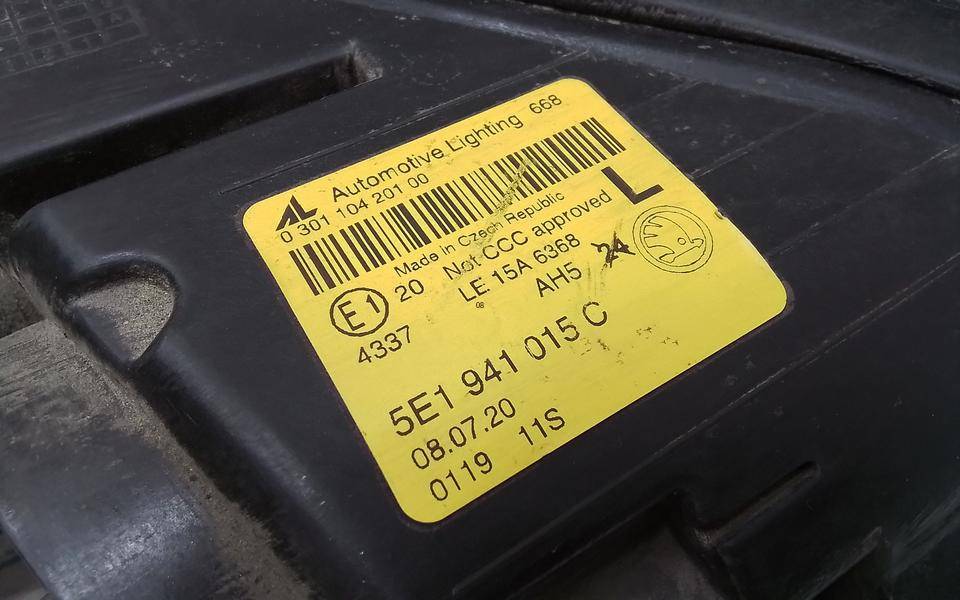 AL Automotive Lighting 668
0 301 104 201 00
L
Made in Czech Republic
E1 20 Not CCC approved
4337 LE 15A 6368
08 AH5 24
5E1 941 015 C
08.07.20
0119 11S